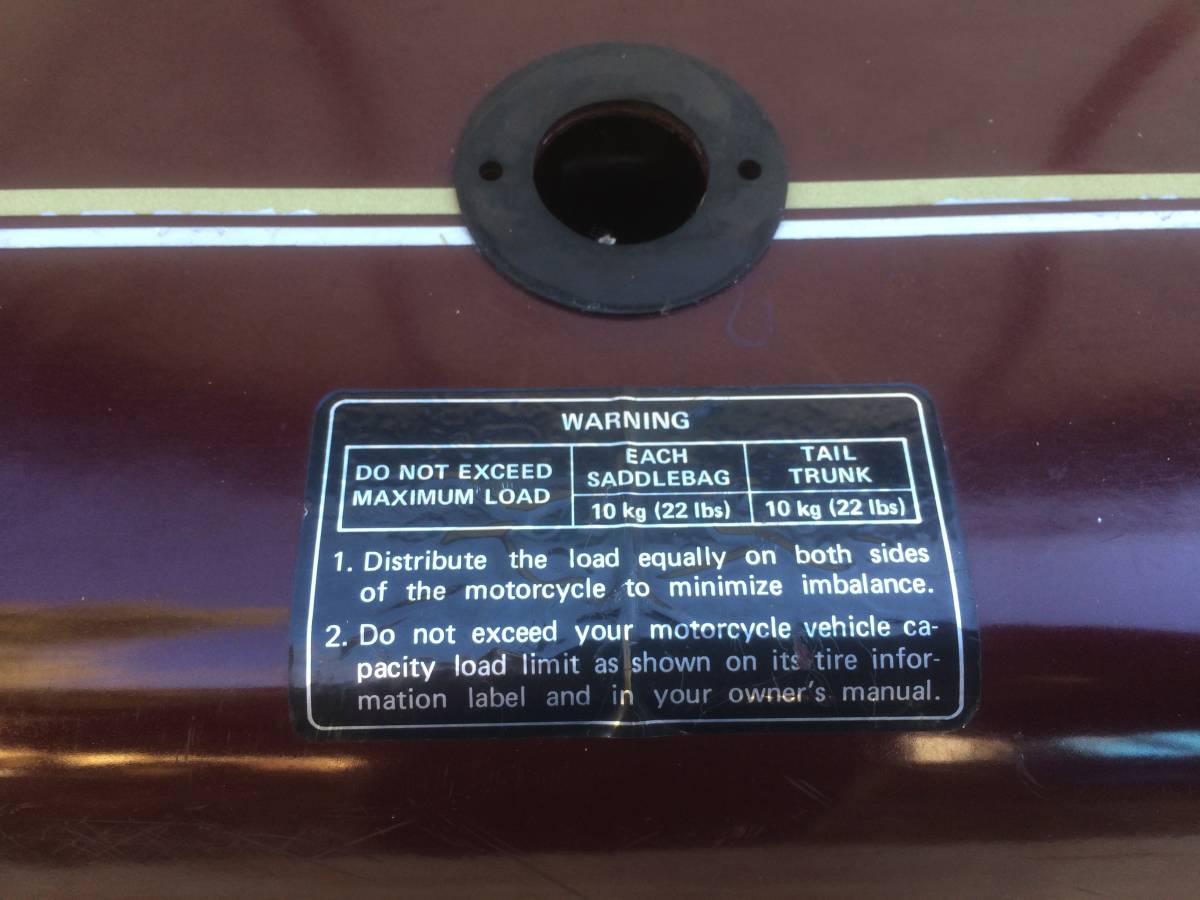 WARNING
DO NOT EXCEED
MAXIMUM LOAD
EACH
SADDLEBAG
10 kg (22 lbs)
TAIL
TRUNK
10 kg (22 lbs)
1. Distribute the load equally on both sides
of the motorcycle to minimize imbalance.
2. Do not exceed your motorcycle vehicle ca-
pacity load limit as shown on its tire infor-
mation label and in your owner's manual.